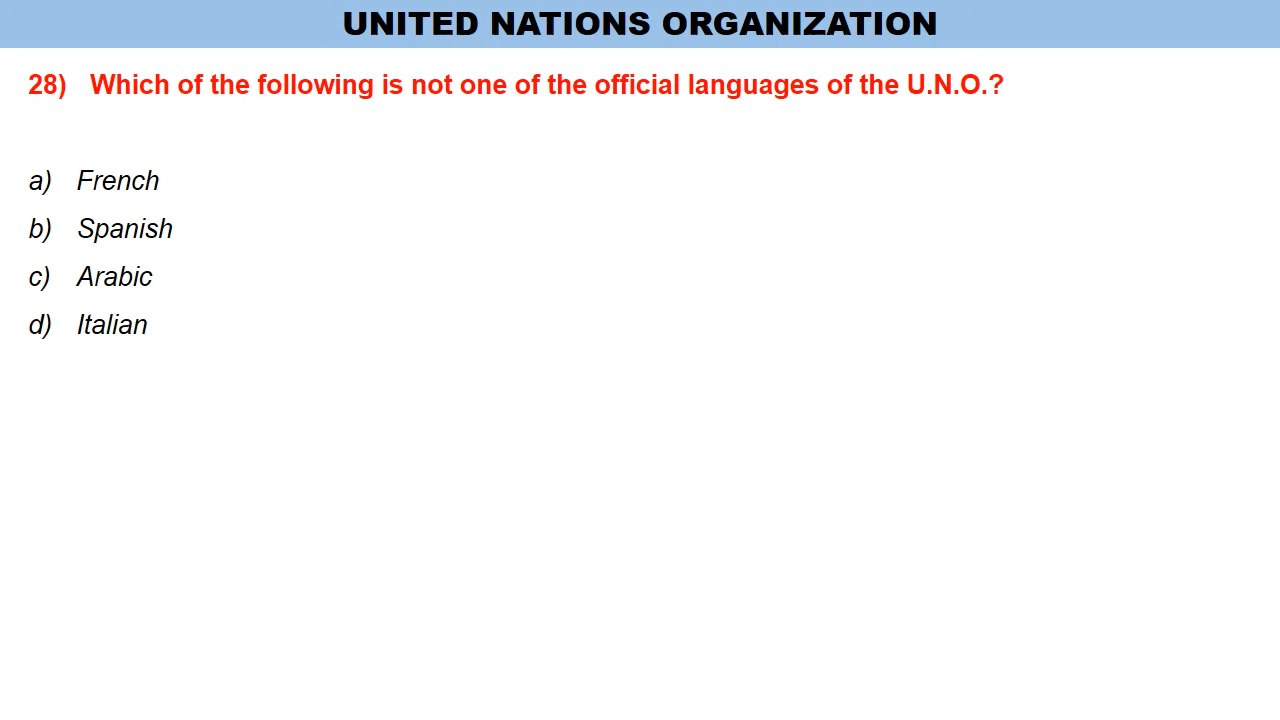 UNITED NATIONS ORGANIZATION
28) Which of the following is not one of the official languages of the U.N.O.?
a) French
b) Spanish
c) Arabic
d) Italian